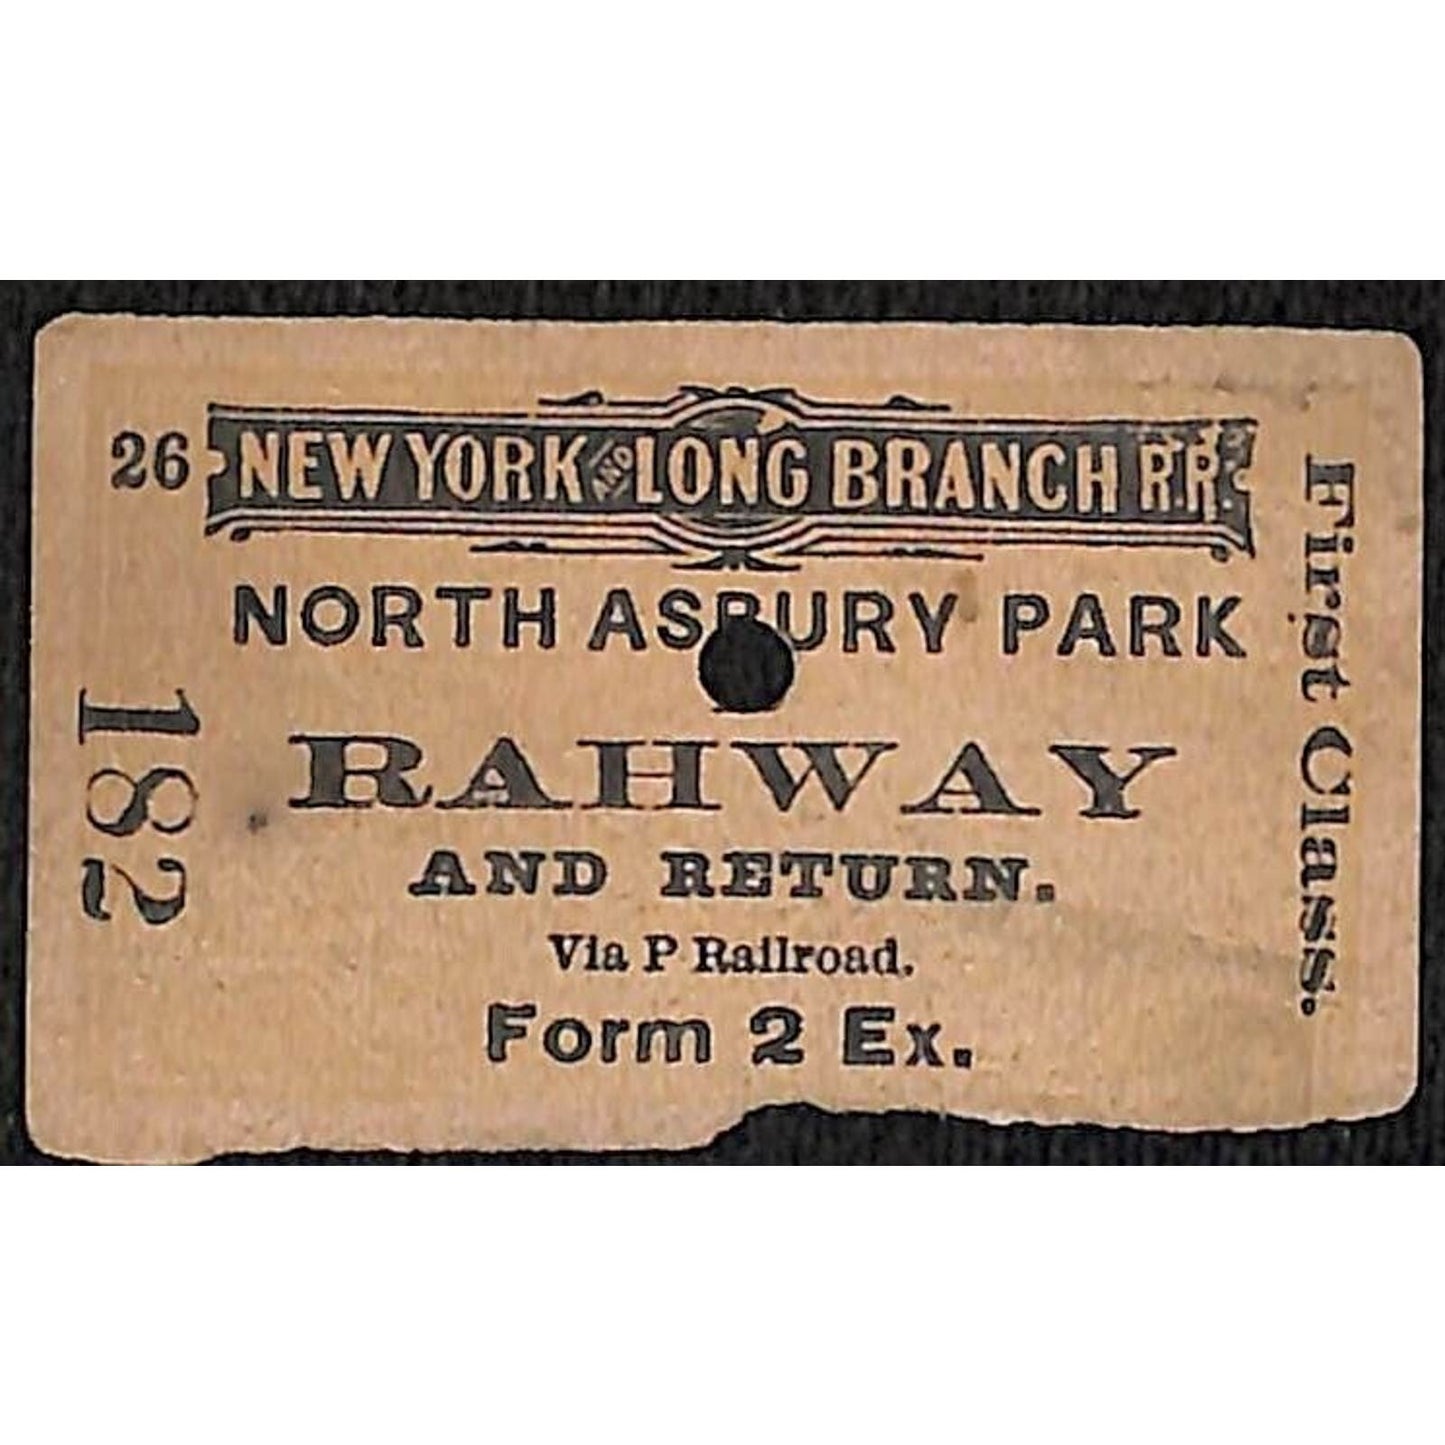 26 NEW YORK AND LONG BRANCH R.R.
NORTH ASBURY PARK
RAHWAY
AND RETURN.
Via P Railroad.
Form 2 Ex.
182
First Class.